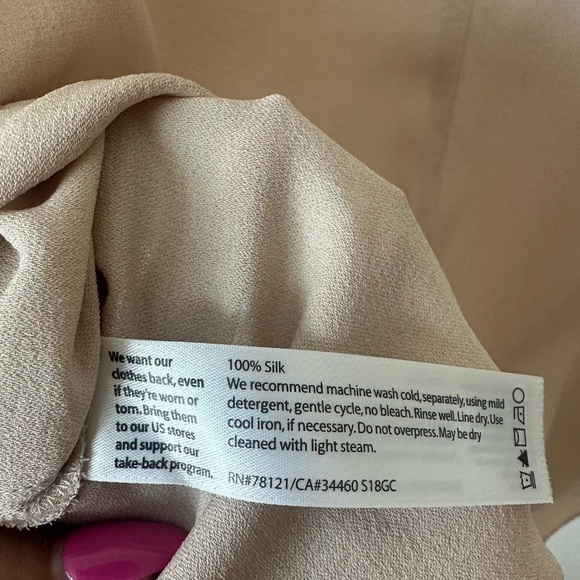 We want our
clothes back, even
if they're worn or
torn. Bring them
to our US stores
and support our
take-back program.
100% Silk
We recommend machine wash cold, separately, using mild
detergent, gentle cycle, no bleach. Rinse well. Line dry. Use
cool iron, if necessary. Do not overpress. May be dry
cleaned with light steam.
RN#78121/CA#34460 S18GC